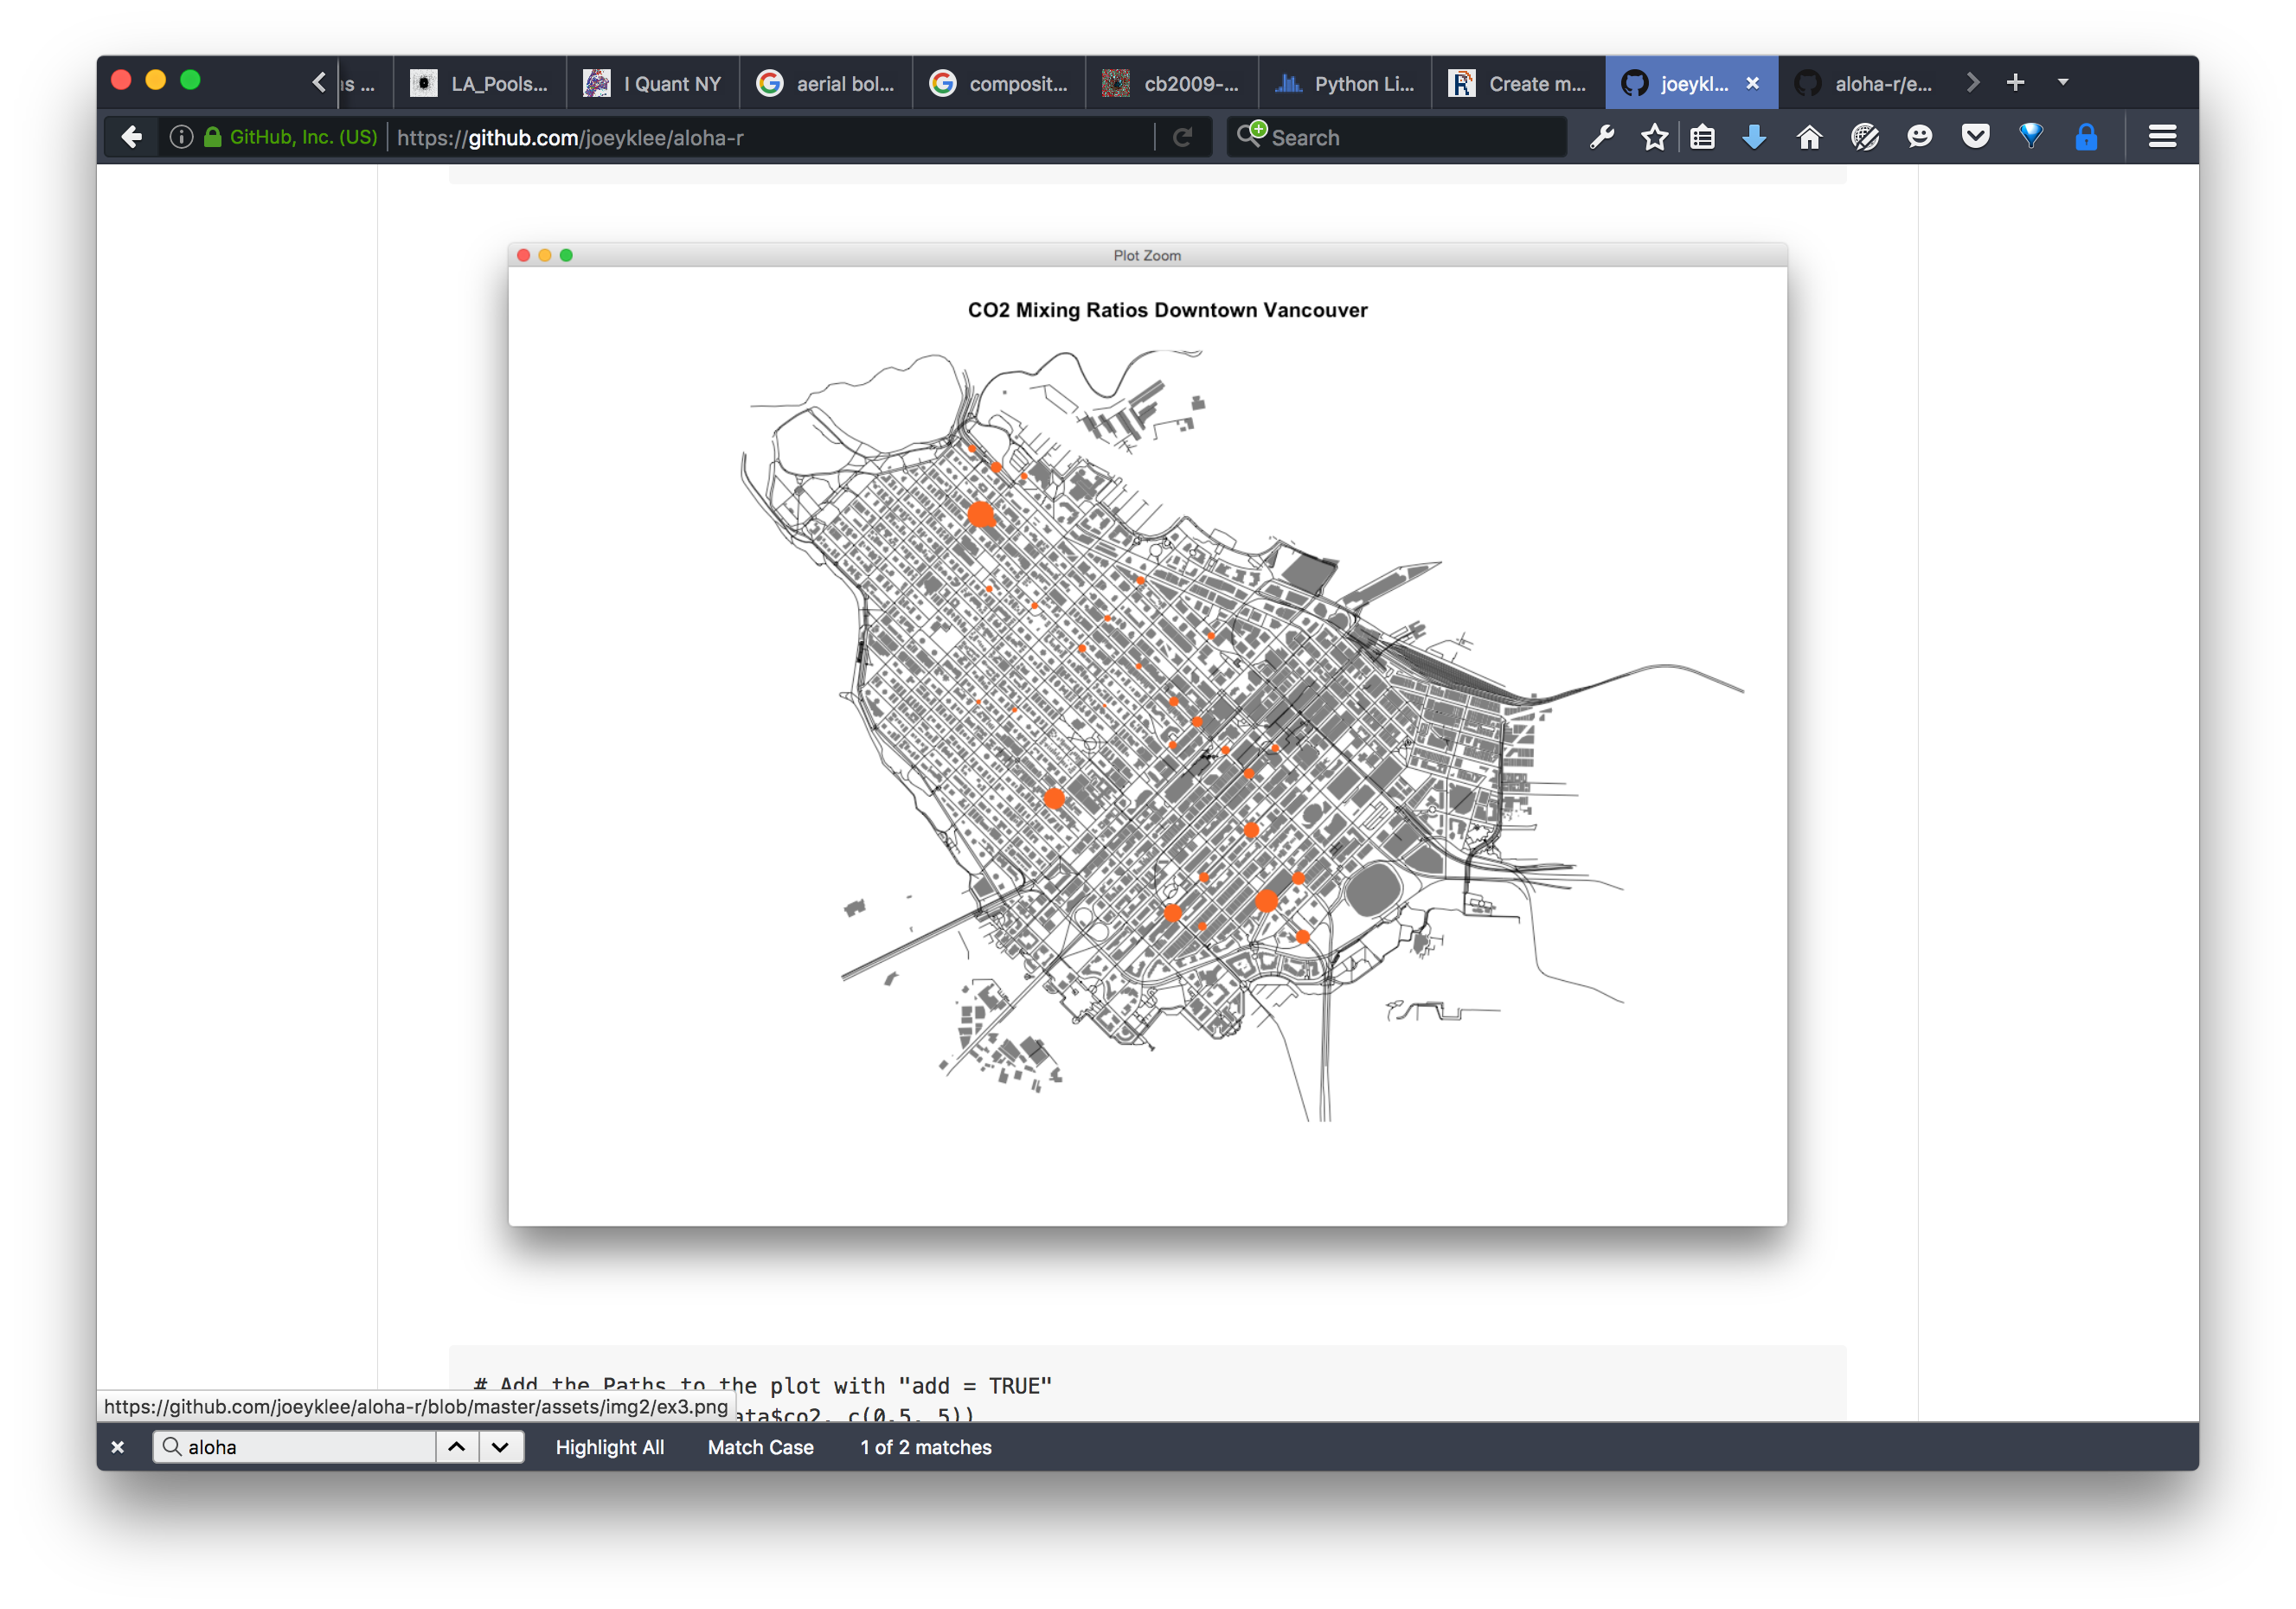 s ...
LA_Pools...
I Quant NY
aerial bol...
composit...
cb2009-...
Python Li...
Create m...
joeykl...
aloha-r/e...
GitHub, Inc. (US)
https://github.com/joeyklee/aloha-r
Search
Plot Zoom
CO2 Mixing Ratios Downtown Vancouver
# Add the Paths to the plot with "add = TRUE"
ata$co2, c(0.5, 5))
https://github.com/joeyklee/aloha-r/blob/master/assets/img2/ex3.png
aloha
Highlight All
Match Case
1 of 2 matches